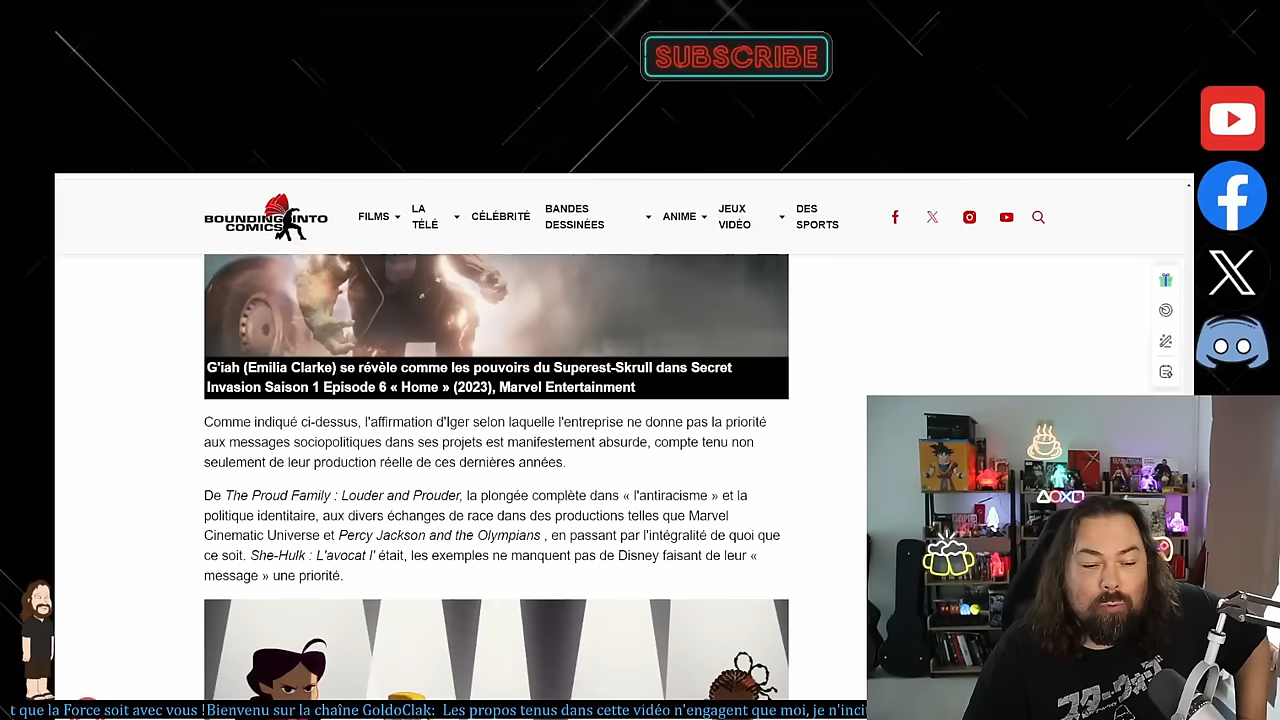 SUBSCRIBE
BOUNDING INTO
COMICS
FILMS
LA
TÉLÉ
CÉLÉBRITÉ
BANDES
DESSINÉES
ANIME
JEUX
VIDÉO
DES
SPORTS
G'iah (Emilia Clarke) se révèle comme les pouvoirs du Superest-Skrull dans Secret
Invasion Saison 1 Episode 6 « Home » (2023), Marvel Entertainment
Comme indiqué ci-dessus, l'affirmation d'Iger selon laquelle l'entreprise ne donne pas la priorité
aux messages sociopolitiques dans ses projets est manifestement absurde, compte tenu non
seulement de leur production réelle de ces dernières années.
De The Proud Family : Louder and Prouder, la plongée complète dans « l'antiracisme » et la
politique identitaire, aux divers échanges de race dans des productions telles que Marvel
Cinematic Universe et Percy Jackson and the Olympians , en passant par l'intégralité de quoi que
ce soit. She-Hulk : L'avocat l' était, les exemples ne manquent pas de Disney faisant de leur «
message » une priorité.
スター・ウォーズ
t que la Force soit avec vous !Bienvenu sur la chaîne GoldoClak: Les propos tenus dans cette vidéo n'engagent que moi, je n'inci